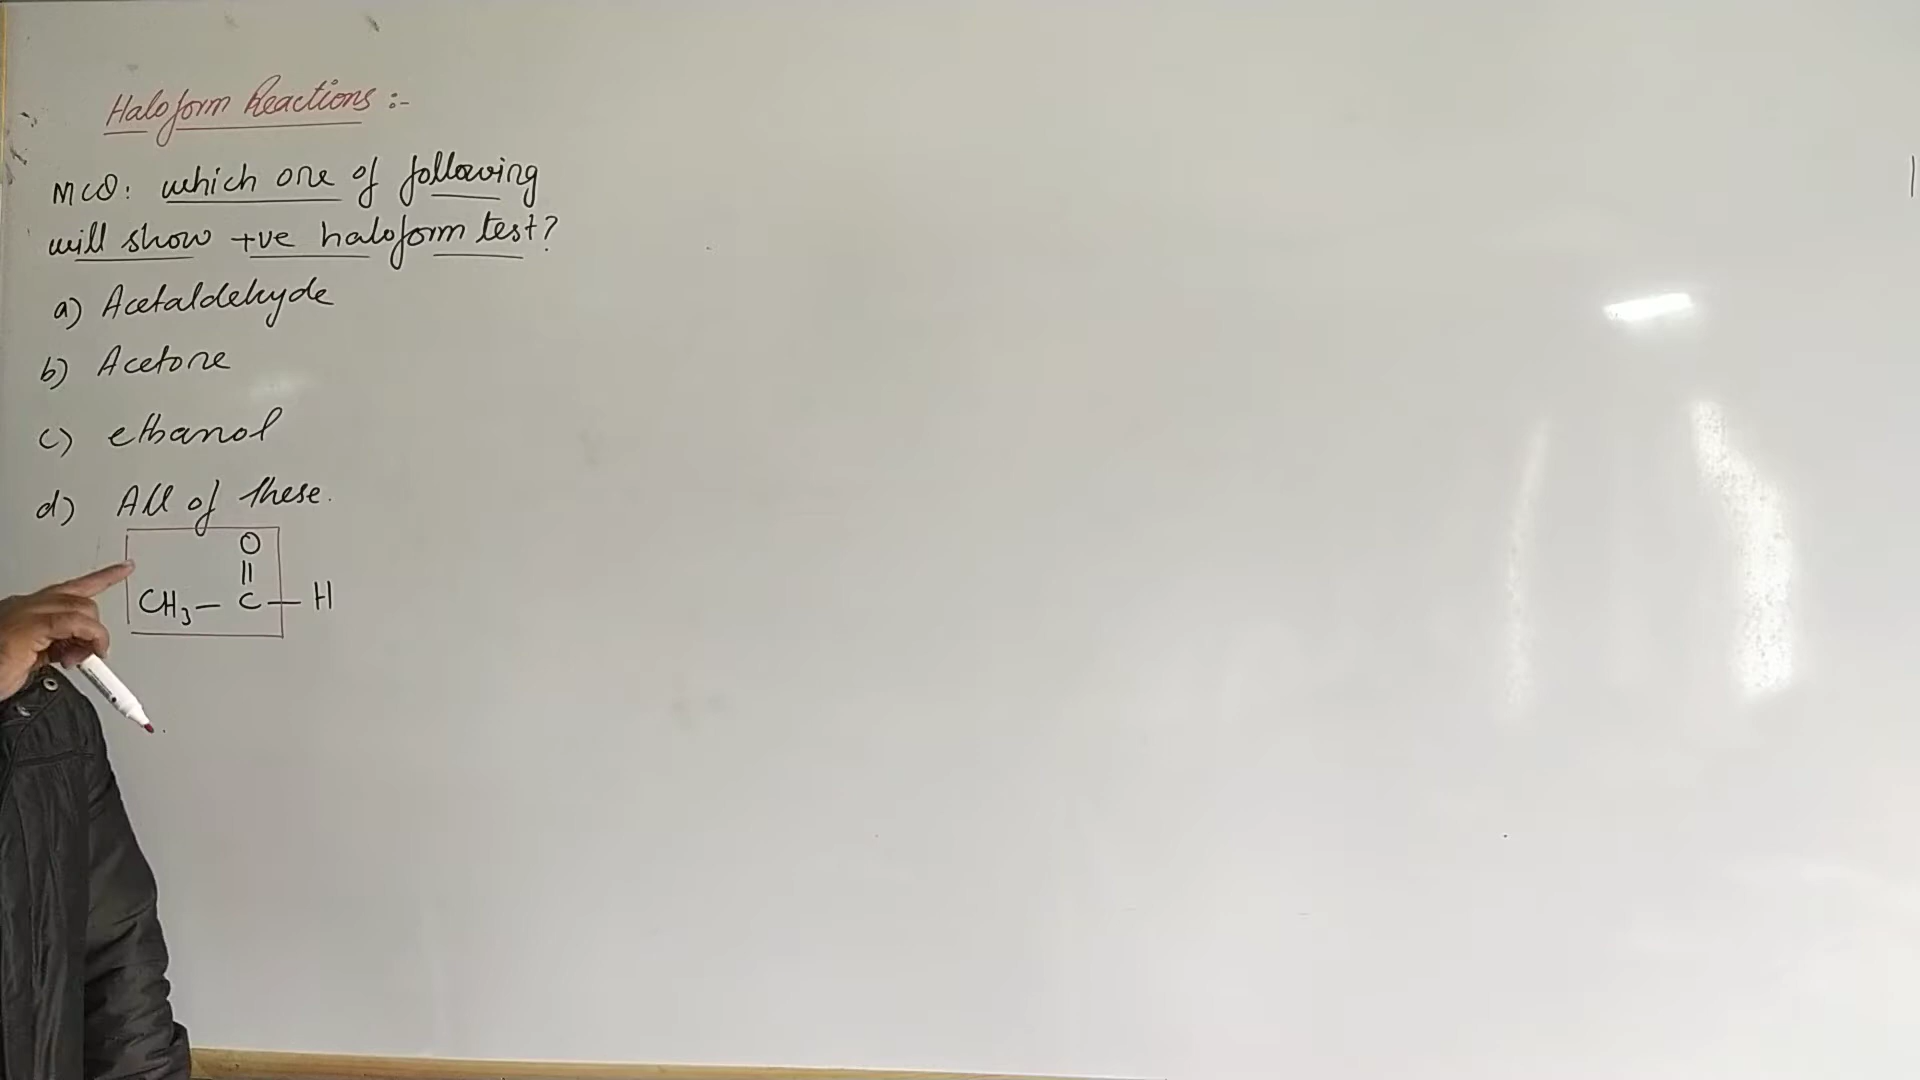 Haloform Reactions :-
MCQ: which one of following
will show +ve haloform test?
a) Acetaldehyde
b) Acetone
c) ethanol
d) All of these.
O
||
CH₃ — C — H